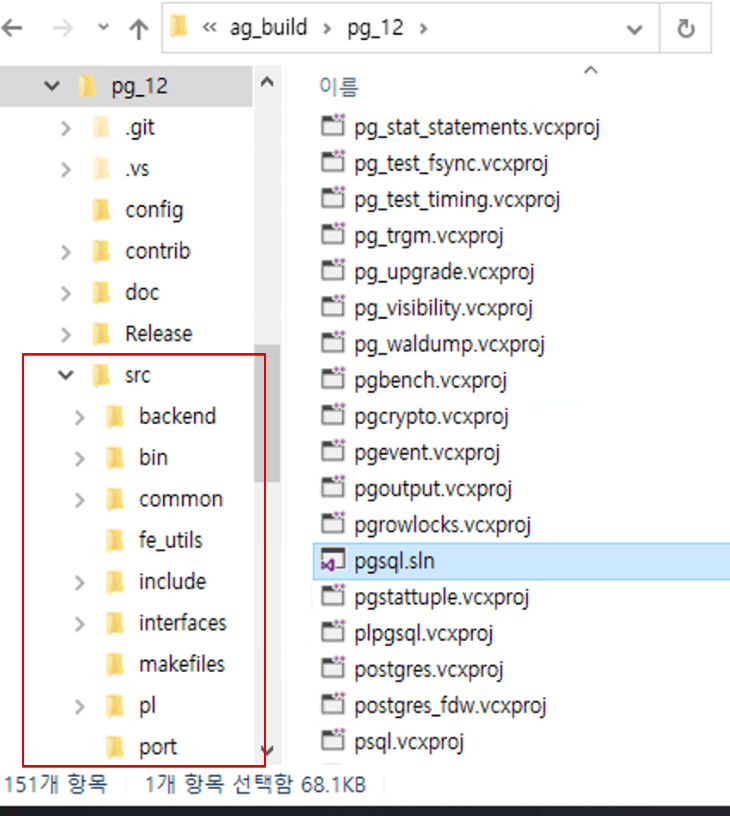 « ag_build › pg_12 ›
pg_12
.git
.vs
config
contrib
doc
Release
src
backend
bin
common
fe_utils
include
interfaces
makefiles
pl
port
이름
pg_stat_statements.vcxproj
pg_test_fsync.vcxproj
pg_test_timing.vcxproj
pg_trgm.vcxproj
pg_upgrade.vcxproj
pg_visibility.vcxproj
pg_waldump.vcxproj
pgbench.vcxproj
pgcrypto.vcxproj
pgevent.vcxproj
pgoutput.vcxproj
pgrowlocks.vcxproj
pgsql.sln
pgstattuple.vcxproj
plpgsql.vcxproj
postgres.vcxproj
postgres_fdw.vcxproj
psql.vcxproj
151개 항목 1개 항목 선택함 68.1KB